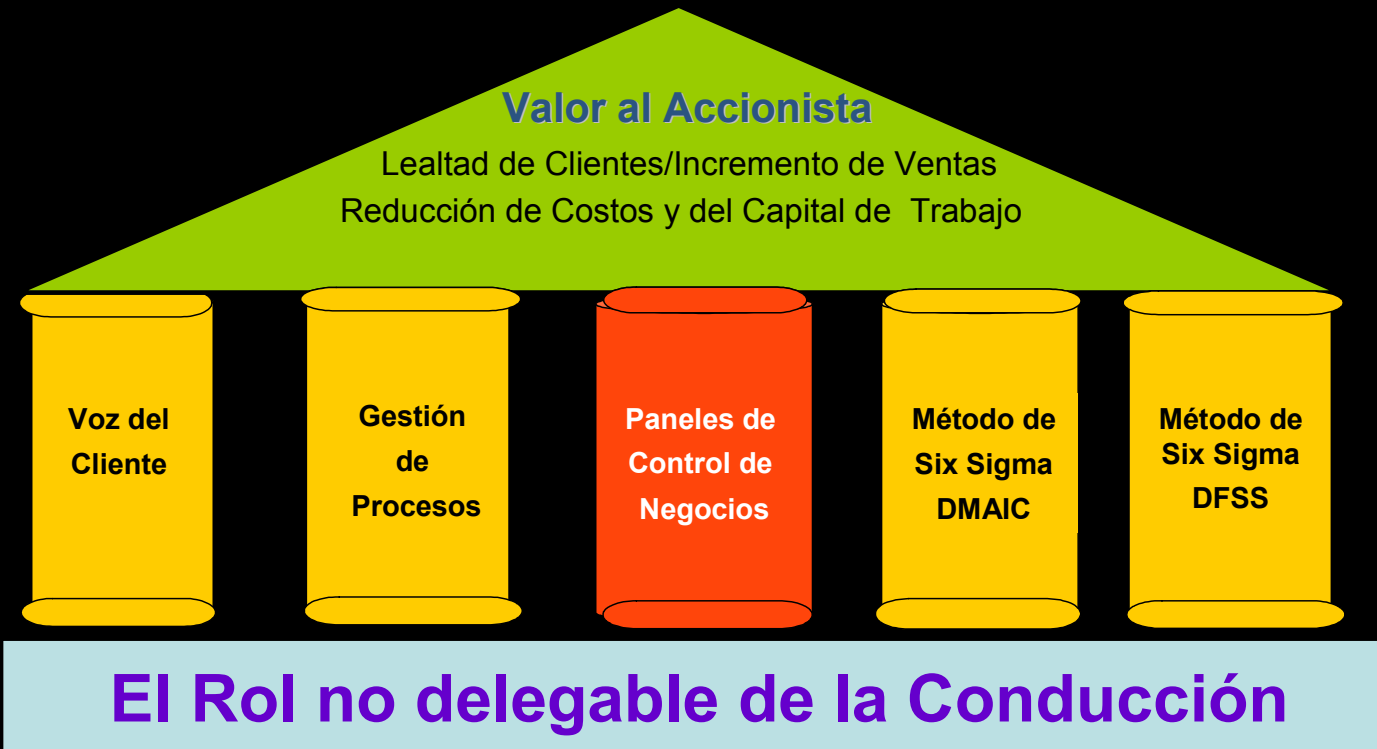 Valor al Accionista
Lealtad de Clientes/Incremento de Ventas
Reducción de Costos y del Capital de Trabajo
Voz del
Cliente
Gestión
de
Procesos
Paneles de
Control de
Negocios
Método de
Six Sigma
DMAIC
Método de
Six Sigma
DFSS
El Rol no delegable de la Conducción